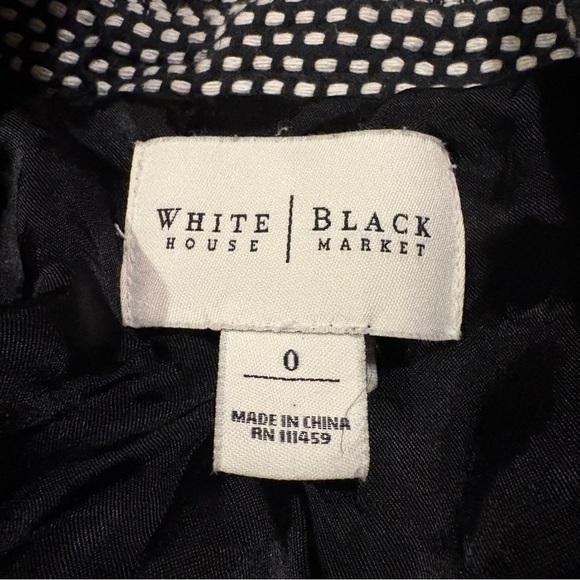 WHITE | BLACK
HOUSE | MARKET
0
MADE IN CHINA
RN 111459